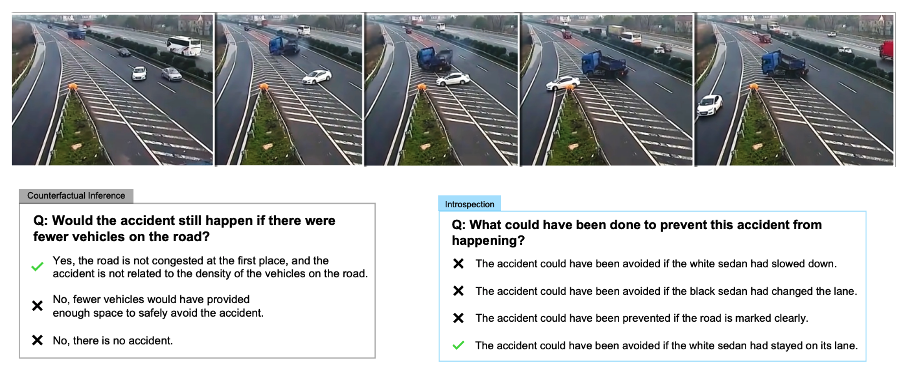 Counterfactual Inference
Q: Would the accident still happen if there were
fewer vehicles on the road?
Yes, the road is not congested at the first place, and the
accident is not related to the density of the vehicles on the road.
No, fewer vehicles would have provided
enough space to safely avoid the accident.
No, there is no accident.
Introspection
Q: What could have been done to prevent this accident from
happening?
The accident could have been avoided if the white sedan had slowed down.
The accident could have been avoided if the black sedan had changed the lane.
The accident could have been prevented if the road is marked clearly.
The accident could have been avoided if the white sedan had stayed on its lane.